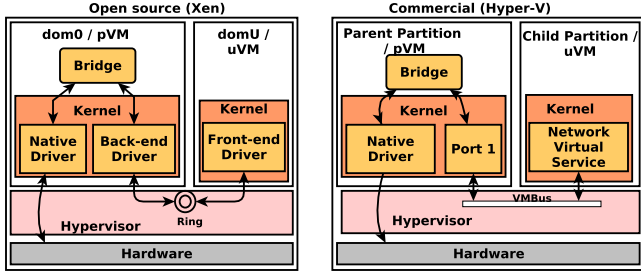 Open source (Xen)
dom0 / pVM
domU /
uVM
Bridge
Kernel
Kernel
Native
Driver
Back-end
Driver
Front-end
Driver
Ring
Hypervisor
Hardware
Commercial (Hyper-V)
Parent Partition
/ pVM
Child Partition /
uVM
Bridge
Kernel
Kernel
Native
Driver
Port 1
Network
Virtual
Service
VMBus
Hypervisor
Hardware